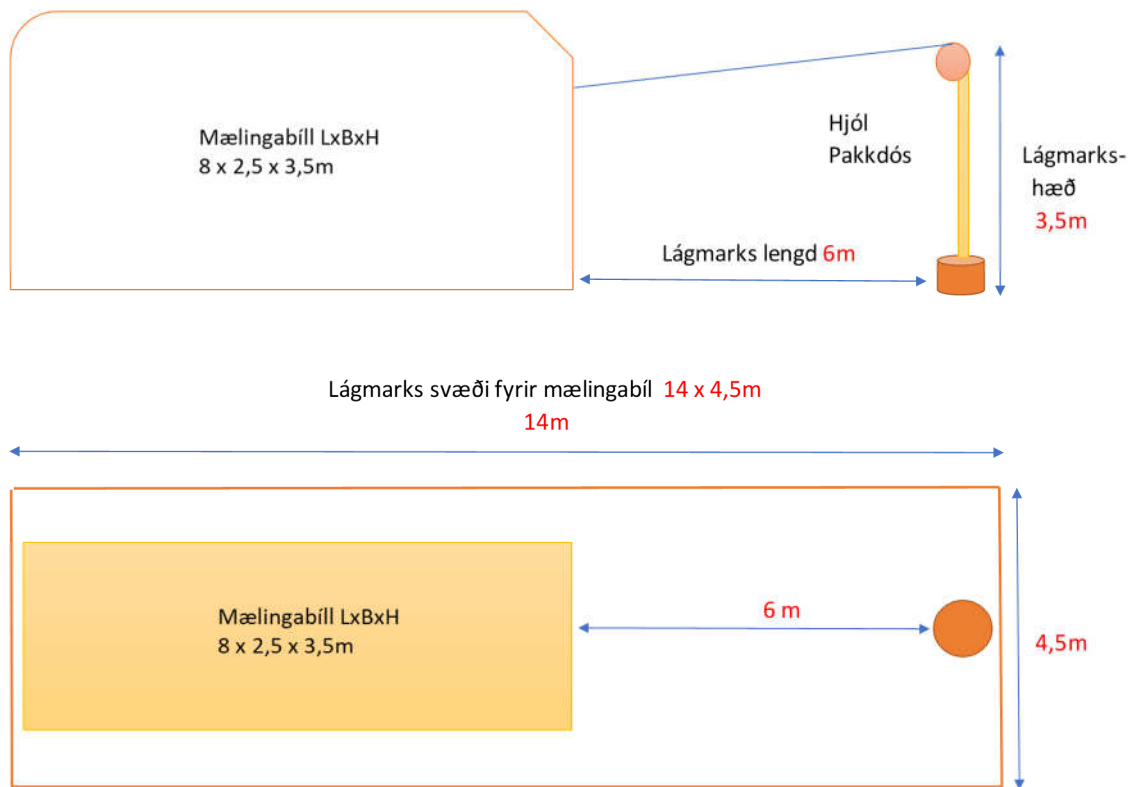 Mælingabíll LxBxH
8 x 2,5 x 3,5m
Hjól
Pakkdós
Lágmarks-
hæð
3,5m
Lágmarks lengd 6m
Lágmarks svæði fyrir mælingabíl 14 x 4,5m
14m
Mælingabíll LxBxH
8 x 2,5 x 3,5m
6 m
4,5m